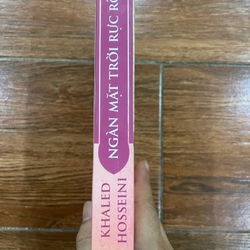 NGÀN MẶT TRỜI RỰC RỠ
KHALED
HOSSEINI